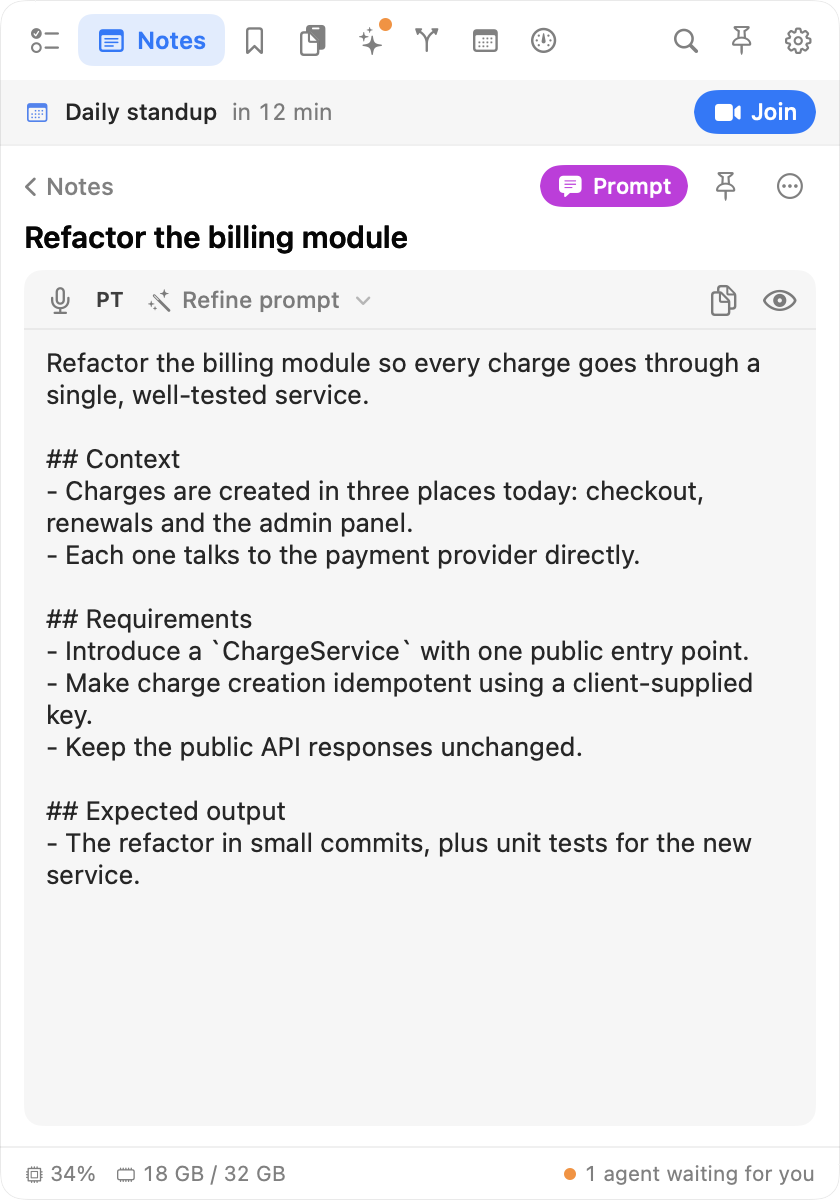 Notes
Daily standup in 12 min
Join
Notes
Prompt
Refactor the billing module
PT Refine prompt
Refactor the billing module so every charge goes through a
single, well-tested service.
## Context
- Charges are created in three places today: checkout,
renewals and the admin panel.
- Each one talks to the payment provider directly.
## Requirements
- Introduce a `ChargeService` with one public entry point.
- Make charge creation idempotent using a client-supplied
key.
- Keep the public API responses unchanged.
## Expected output
- The refactor in small commits, plus unit tests for the new
service.
34% 18 GB / 32 GB
1 agent waiting for you